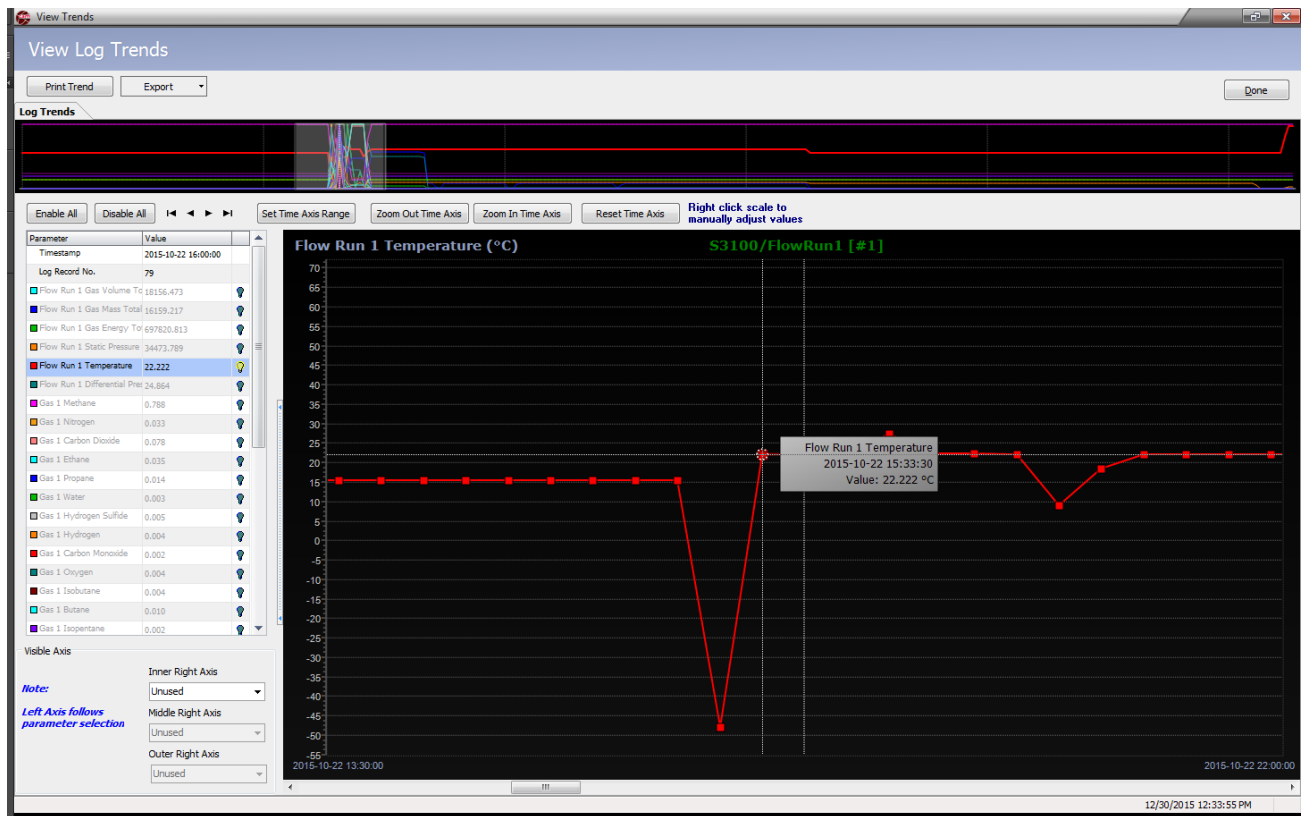 View Trends
View Log Trends
Print Trend
Export
Done
Log Trends
Enable All
Disable All
Set Time Axis Range
Zoom Out Time Axis
Zoom In Time Axis
Reset Time Axis
Right click scale to
manually adjust values
Parameter Value
Timestamp 2015-10-22 16:00:00
Log Record No. 79
Flow Run 1 Gas Volume To 18156.473
Flow Run 1 Gas Mass Total 16159.217
Flow Run 1 Gas Energy To 697820.813
Flow Run 1 Static Pressure 34473.789
Flow Run 1 Temperature 22.222
Flow Run 1 Differential Pre 24.864
Gas 1 Methane 0.788
Gas 1 Nitrogen 0.033
Gas 1 Carbon Dioxide 0.078
Gas 1 Ethane 0.035
Gas 1 Propane 0.014
Gas 1 Water 0.003
Gas 1 Hydrogen Sulfide 0.005
Gas 1 Hydrogen 0.004
Gas 1 Carbon Monoxide 0.002
Gas 1 Oxygen 0.004
Gas 1 Isobutane 0.004
Gas 1 Butane 0.010
Gas 1 Isopentane 0.002
Visible Axis
Note:
Left Axis follows
parameter selection
Inner Right Axis
Unused
Middle Right Axis
Unused
Outer Right Axis
Unused
Flow Run 1 Temperature (°C)
S3100/FlowRun1 [#1]
70
65
60
55
50
45
40
35
30
25
20
15
10
5
0
-5
-10
-15
-20
-25
-30
-35
-40
-45
-50
-55
Flow Run 1 Temperature
2015-10-22 15:33:30
Value: 22.222 °C
2015-10-22 13:30:00
2015-10-22 22:00:00
12/30/2015 12:33:55 PM